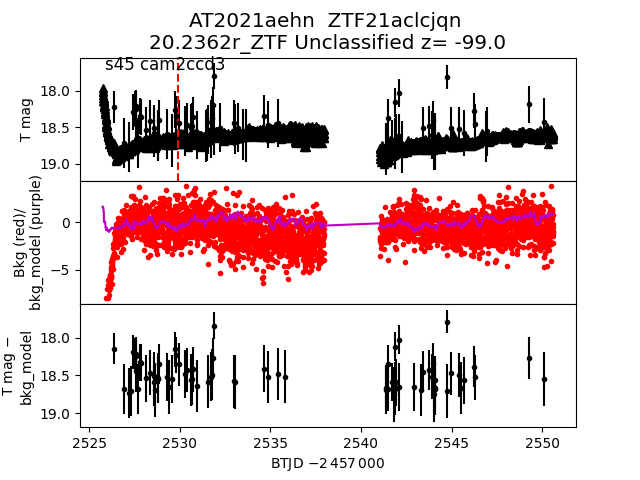 AT2021aehn  ZTF21aclcjqn
20.2362r_ZTF Unclassified z= -99.0
s45 cam2ccd3
T mag
18.0
18.5
19.0
Bkg (red)/
bkg_model (purple)
0
−5
T mag −
bkg_model
18.0
18.5
19.0
2525 2530 2535 2540 2545 2550
BTJD −2 457 000